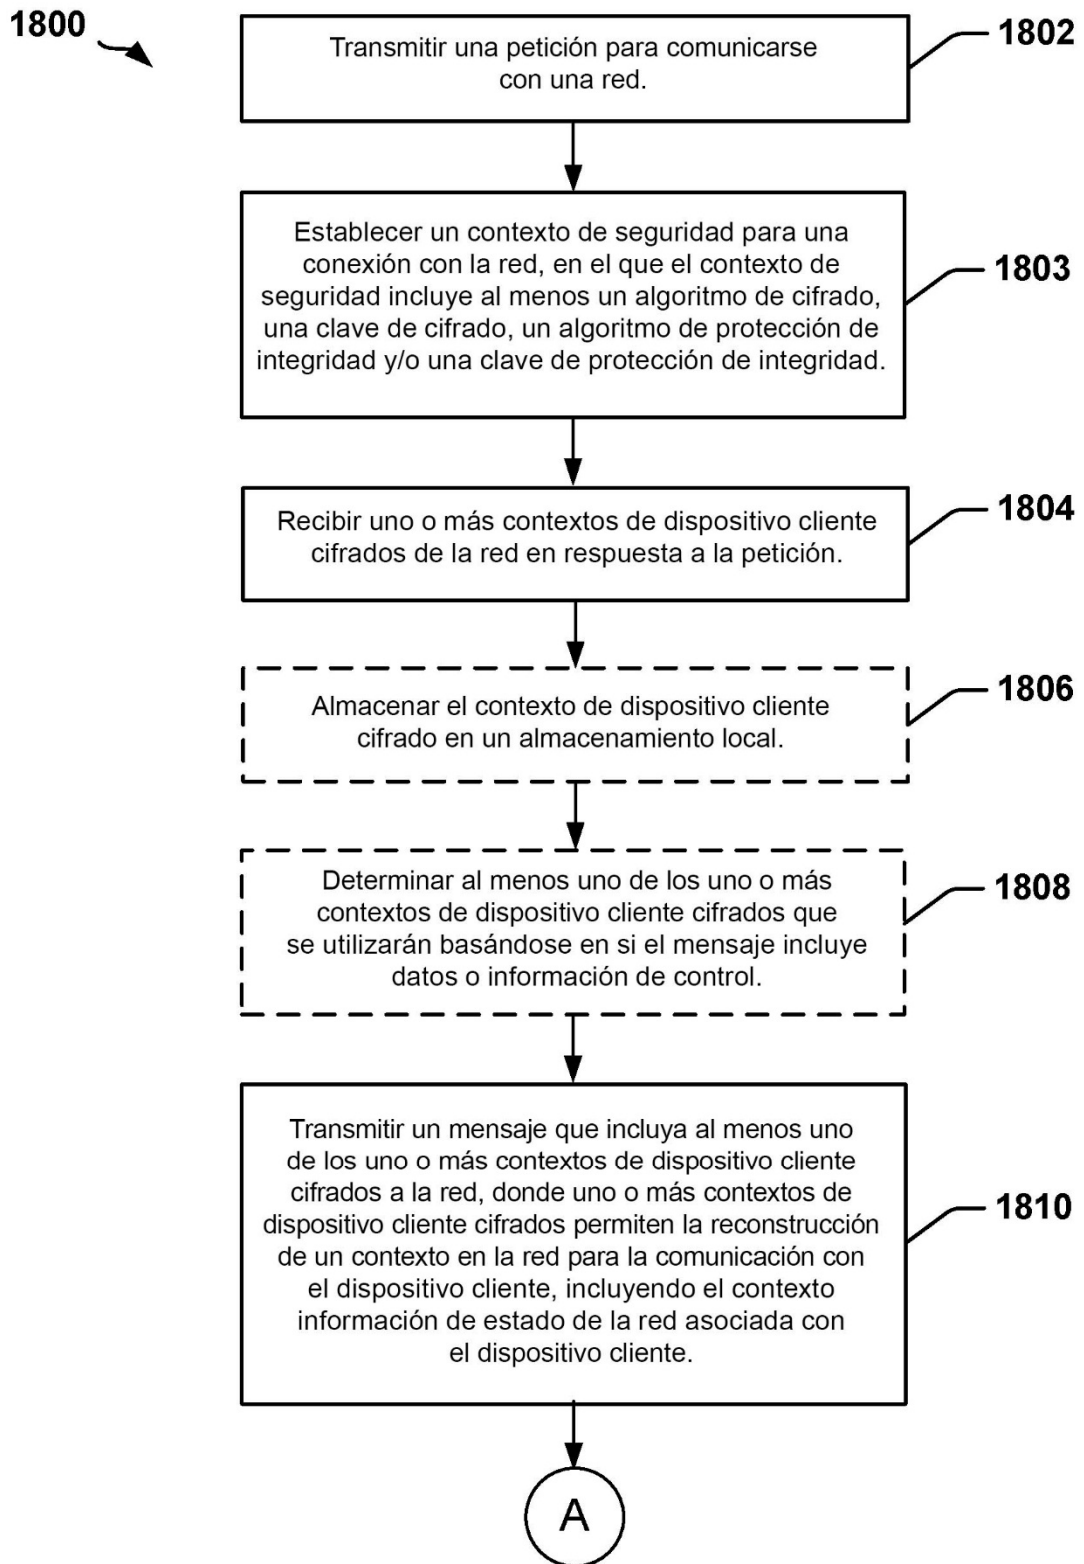 1800
1802
Transmitir una petición para comunicarse
con una red.
Establecer un contexto de seguridad para una
conexión con la red, en el que el contexto de
seguridad incluye al menos un algoritmo de cifrado,
una clave de cifrado, un algoritmo de protección de
integridad y/o una clave de protección de integridad.
1803
Recibir uno o más contextos de dispositivo cliente
cifrados de la red en respuesta a la petición.
1804
Almacenar el contexto de dispositivo cliente
cifrado en un almacenamiento local.
1806
Determinar al menos uno de los uno o más
contextos de dispositivo cliente cifrados que
se utilizarán basándose en si el mensaje incluye
datos o información de control.
1808
Transmitir un mensaje que incluya al menos uno
de los uno o más contextos de dispositivo cliente
cifrados a la red, donde uno o más contextos de
dispositivo cliente cifrados permiten la reconstrucción
de un contexto en la red para la comunicación con
el dispositivo cliente, incluyendo el contexto
información de estado de la red asociada con
el dispositivo cliente.
1810
A